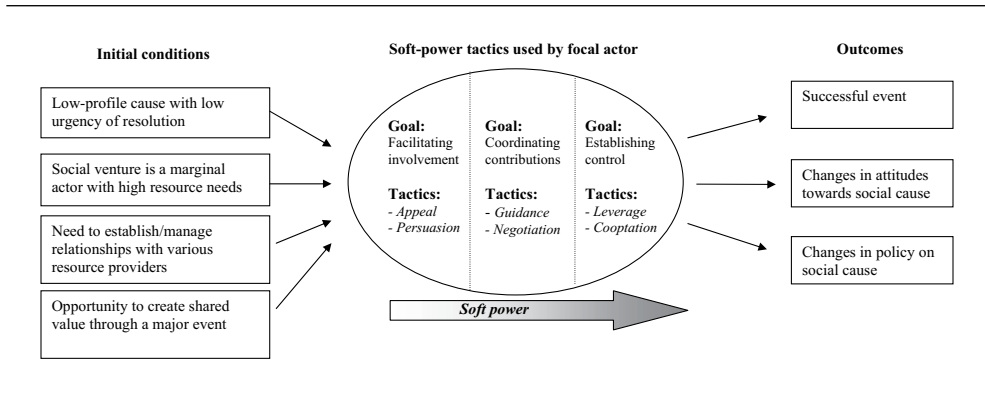 Initial conditions
Low-profile cause with low
urgency of resolution
Social venture is a marginal
actor with high resource needs
Need to establish/manage
relationships with various
resource providers
Opportunity to create shared
value through a major event
Soft-power tactics used by focal actor
Goal:
Facilitating
involvement
Tactics:
- Appeal
- Persuasion
Goal:
Coordinating
contributions
Tactics:
- Guidance
- Negotiation
Goal:
Establishing
control
Tactics:
- Leverage
- Cooptation
Soft power
Outcomes
Successful event
Changes in attitudes
towards social cause
Changes in policy on
social cause